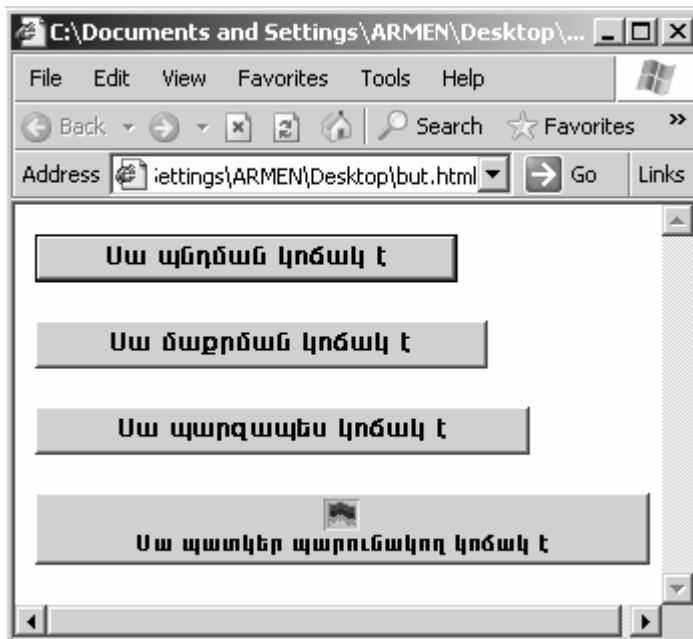 C:\Documents and Settings\ARMEN\Desktop\...
File Edit View Favorites Tools Help
Back Search Favorites »
Address Settings\ARMEN\Desktop\but.html Go Links
Սա պնդման կոճակ է
Սա մաքրման կոճակ է
Սա պարզապես կոճակ է
Սա պատկեր պարունակող կոճակ է